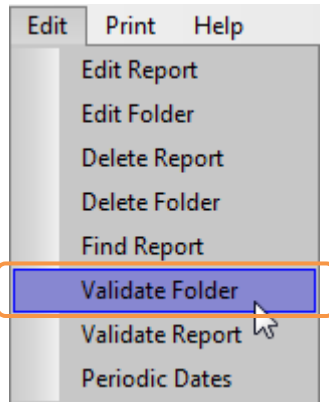 Edit Print Help
Edit Report
Edit Folder
Delete Report
Delete Folder
Find Report
Validate Folder
Validate Report
Periodic Dates